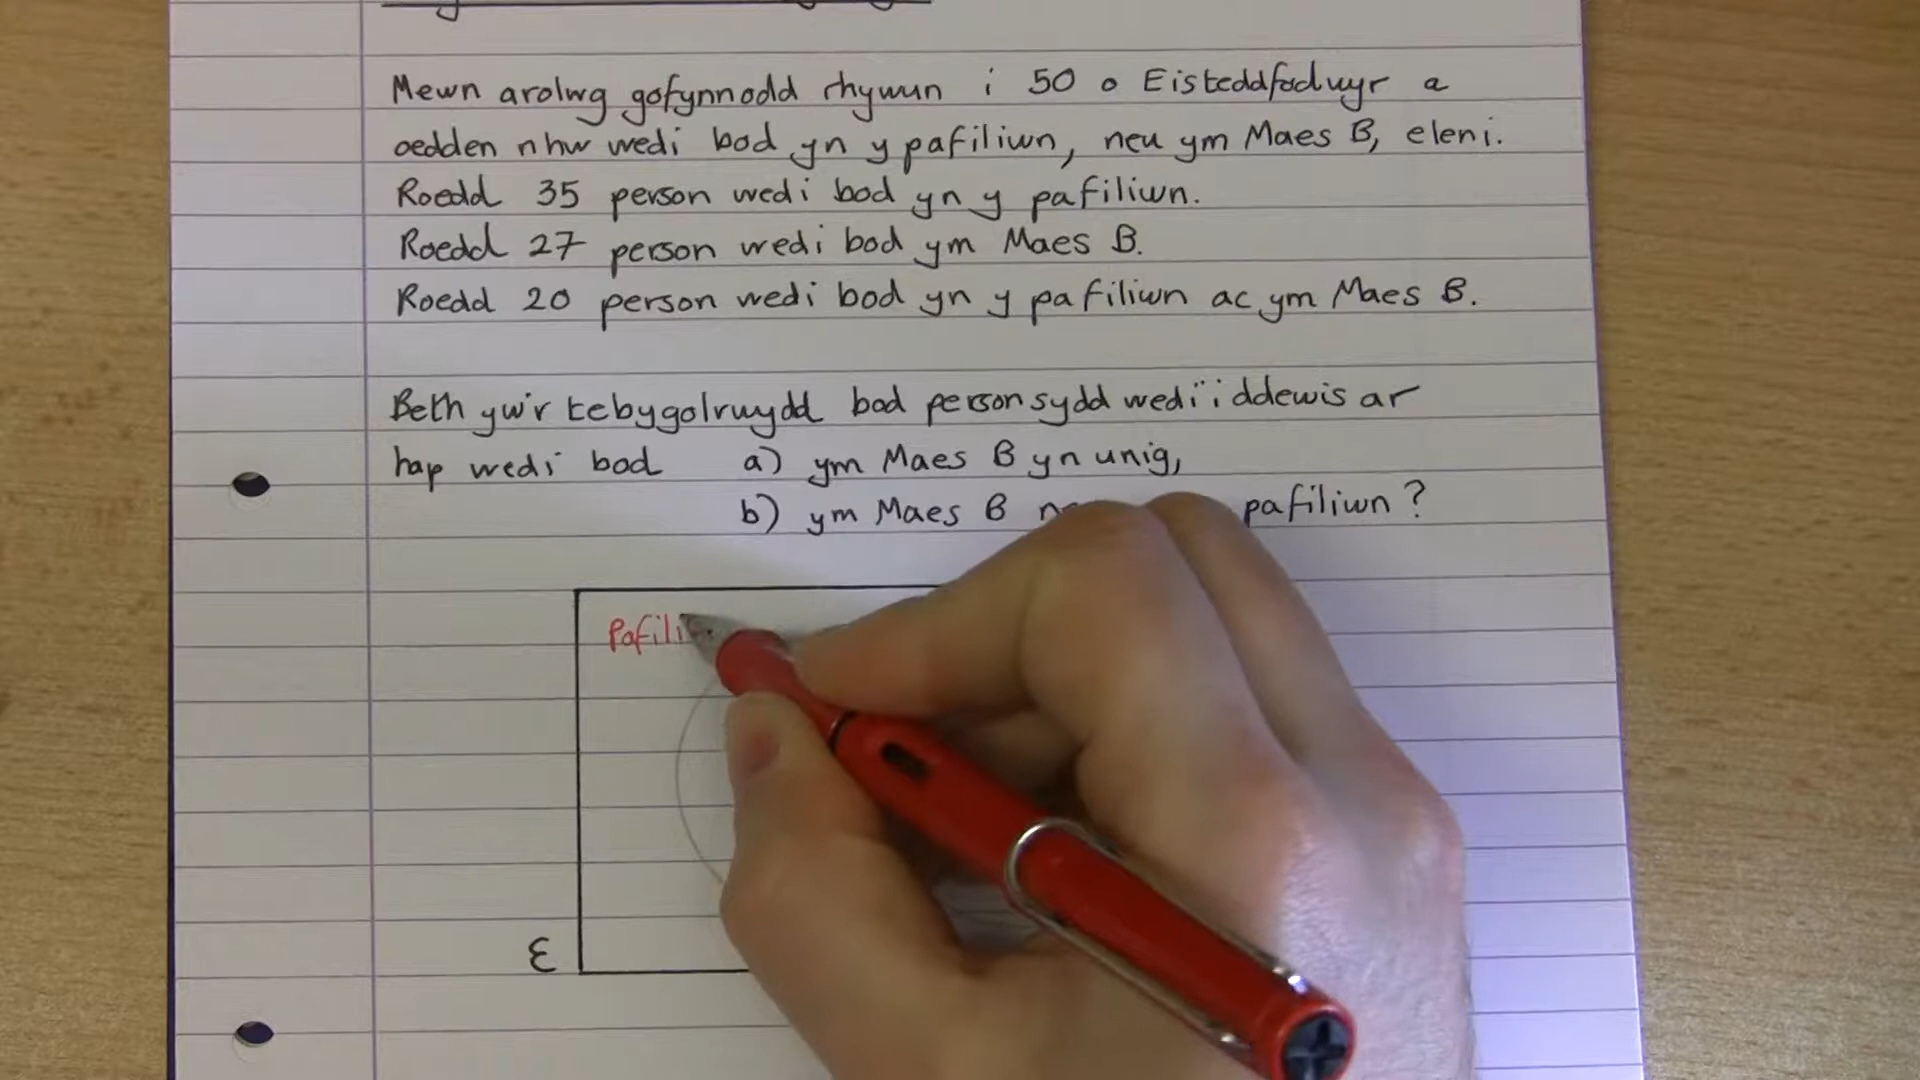 Mewn arolwg gofynnodd rhywun i 50 o Eisteddfodwyr a
oedden nhw wedi bod yn y pafiliwn, neu ym Maes B, eleni.
Roedd 35 person wedi bod yn y pafiliwn.
Roedd 27 person wedi bod ym Maes B.
Roedd 20 person wedi bod yn y pafiliwn ac ym Maes B.
Beth yw'r tebygolrwydd bod person sydd wedi'i ddewis ar
hap wedi bod a) ym Maes B yn unig,
b) ym Maes B pafiliwn?
Pafili
ε